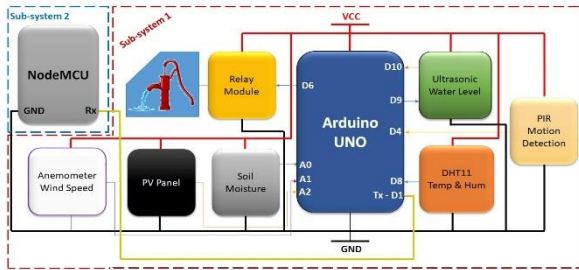 Sub-system 2
Sub-system 1
VCC
NodeMCU
GND
Rx
Relay
Module
D6
Arduino
UNO
D10
D9
D4
Ultrasonic
Water Level
PIR
Motion
Detection
Anemometer
Wind Speed
PV Panel
Soil
Moisture
A0
A1
A2
D8
Tx - D1
DHT11
Temp & Hum
GND